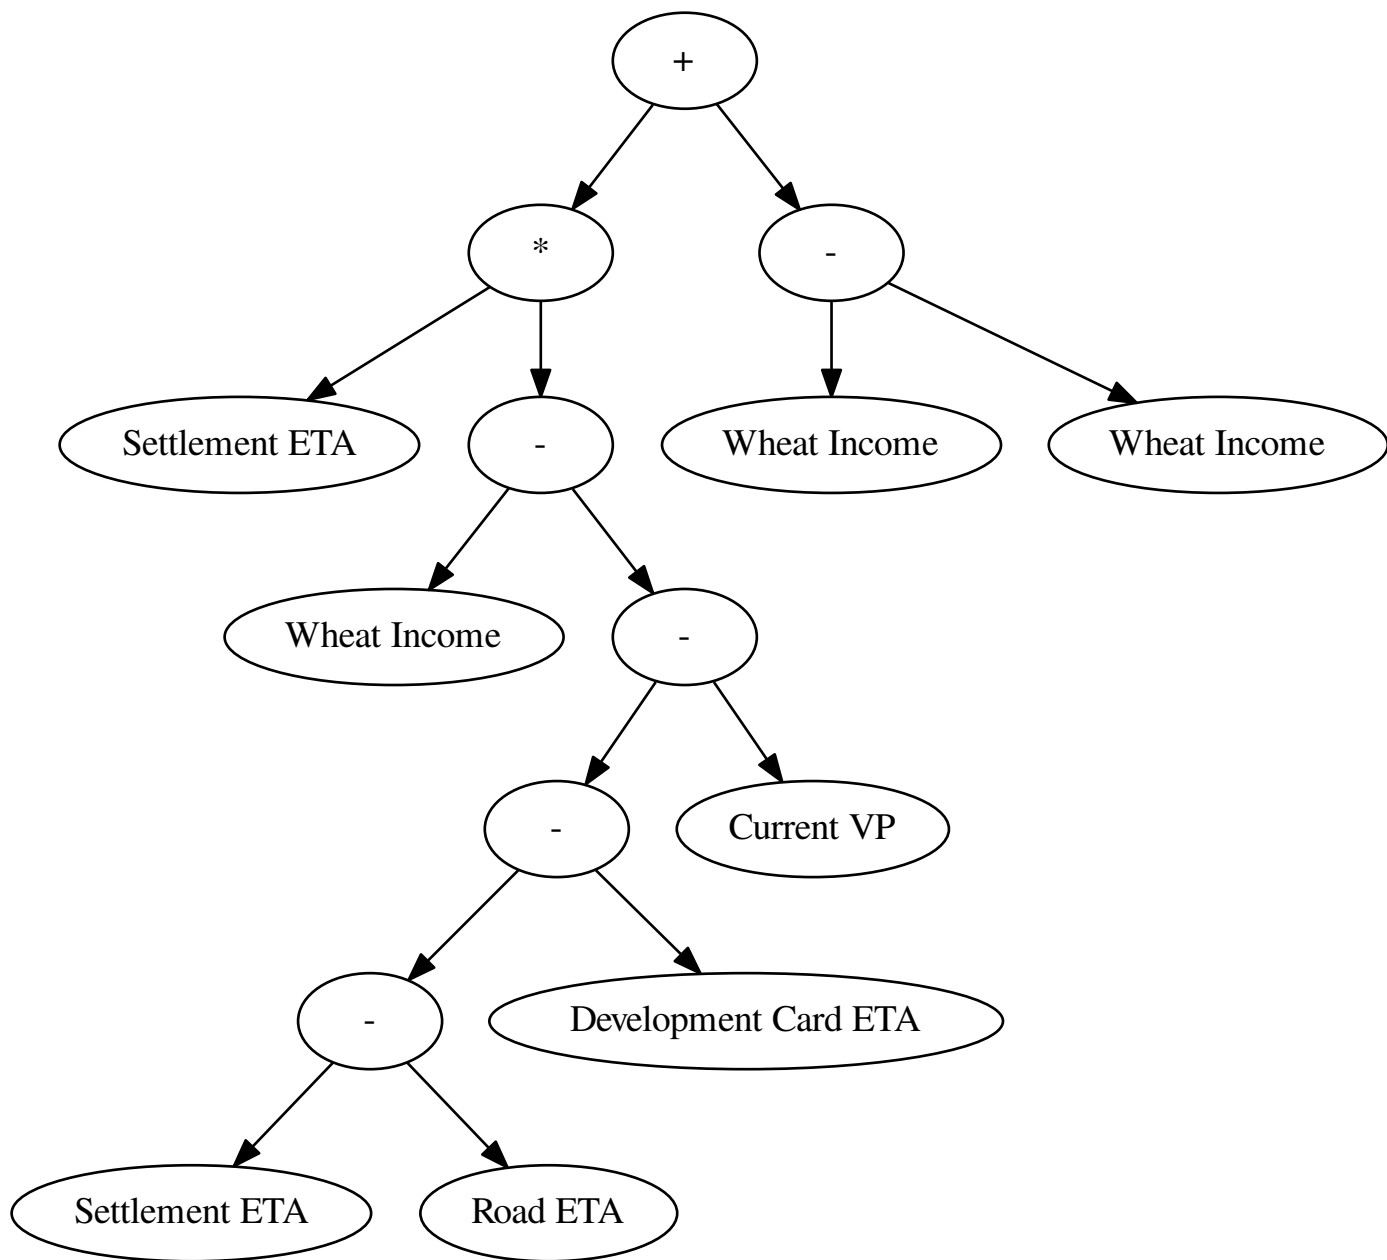 +
*
-
Settlement ETA
-
Wheat Income
Wheat Income
Wheat Income
-
-
Current VP
-
Development Card ETA
Settlement ETA
Road ETA